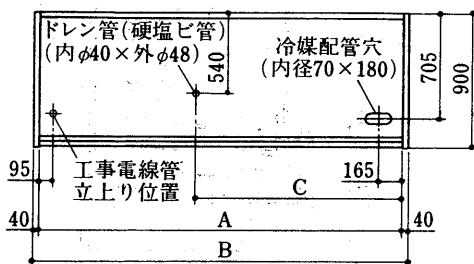 ドレン管(硬塩ビ管)
(内φ40×外φ48)
540
冷媒配管穴
(内径70×180)
705
900
95
工事電線管
立上り位置
165
C
40
A
40
B